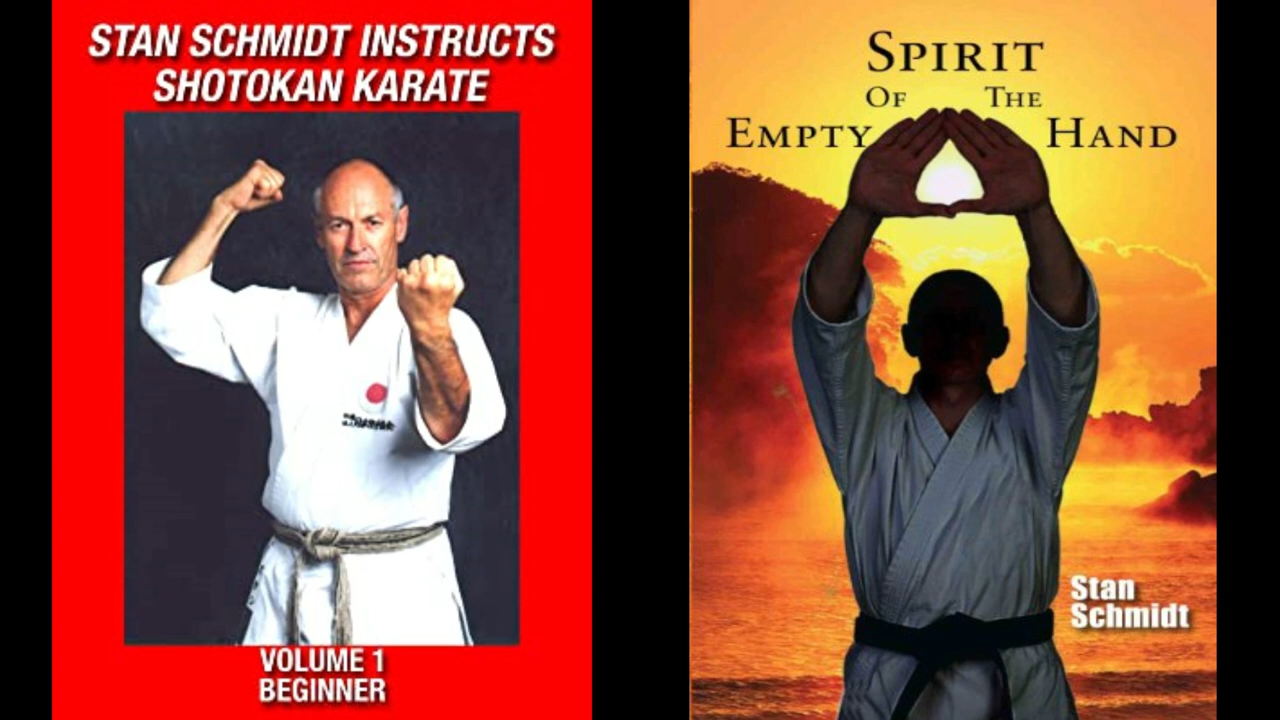 STAN SCHMIDT INSTRUCTS
SHOTOKAN KARATE
VOLUME 1
BEGINNER
SPIRIT
OF THE
EMPTY HAND
Stan
Schmidt